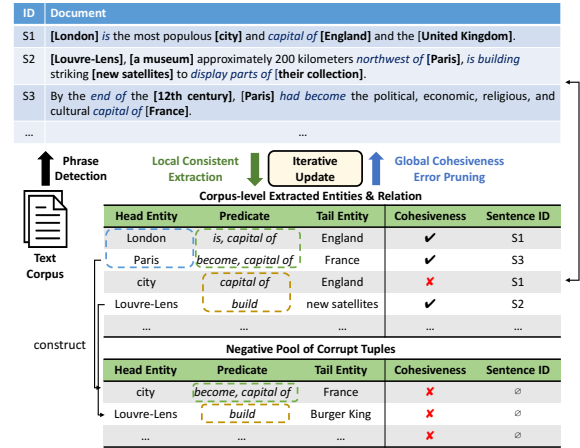 ID Document
S1 [London] is the most populous [city] and capital of [England] and the [United Kingdom].
S2 [Louvre-Lens], [a museum] approximately 200 kilometers northwest of [Paris], is building
striking [new satellites] to display parts of [their collection].
S3 By the end of the [12th century], [Paris] had become the political, economic, religious, and
cultural capital of [France].
... ...
Phrase
Detection
Local Consistent
Extraction
Iterative
Update
Global Cohesiveness
Error Pruning
Text
Corpus
Corpus-level Extracted Entities & Relation
Head Entity Predicate Tail Entity Cohesiveness Sentence ID
London is, capital of England ✔ S1
Paris become, capital of France ✔ S3
city capital of England ✘ S1
Louvre-Lens build new satellites ✔ S2
... ... ... ... ...
construct
Negative Pool of Corrupt Tuples
Head Entity Predicate Tail Entity Cohesiveness Sentence ID
city become, capital of France ✘ ∅
Louvre-Lens build Burger King ✘ ∅
... ... ... ✘ ∅